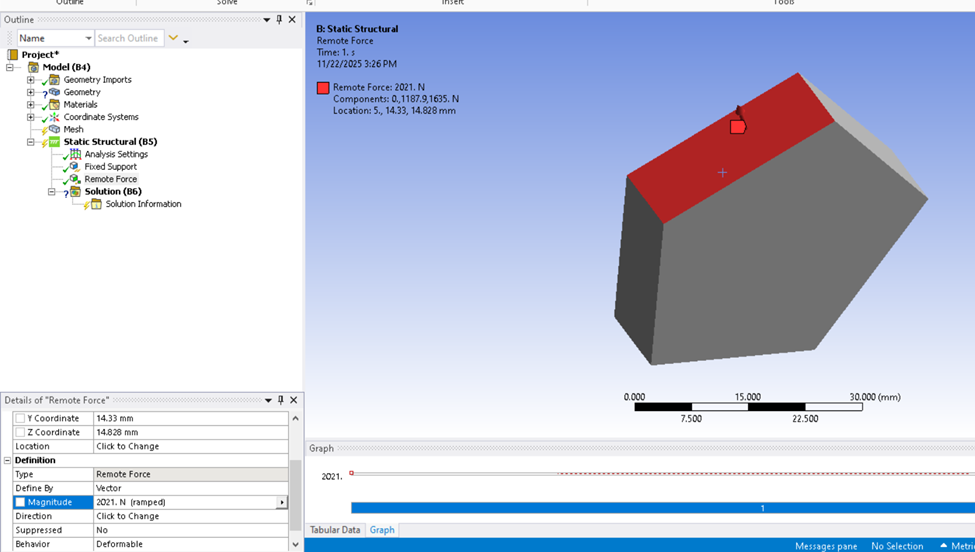 Outline
Solve
Insert
Tools
Outline
Name
Search Outline
Project*
Model (B4)
Geometry Imports
Geometry
Materials
Coordinate Systems
Mesh
Static Structural (B5)
Analysis Settings
Fixed Support
Remote Force
Solution (B6)
Solution Information
B: Static Structural
Remote Force
Time: 1. s
11/22/2025 3:26 PM
Remote Force: 2021. N
Components: 0.,1187.9,1635. N
Location: 5., 14.33, 14.828 mm
0.000 15.000 30.000 (mm)
7.500 22.500
Details of "Remote Force"
Y Coordinate 14.33 mm
Z Coordinate 14.828 mm
Location Click to Change
Definition
Type Remote Force
Define By Vector
Magnitude 2021. N (ramped)
Direction Click to Change
Suppressed No
Behavior Deformable
Graph
2021.
1
Tabular Data Graph
Messages pane No Selection Metric